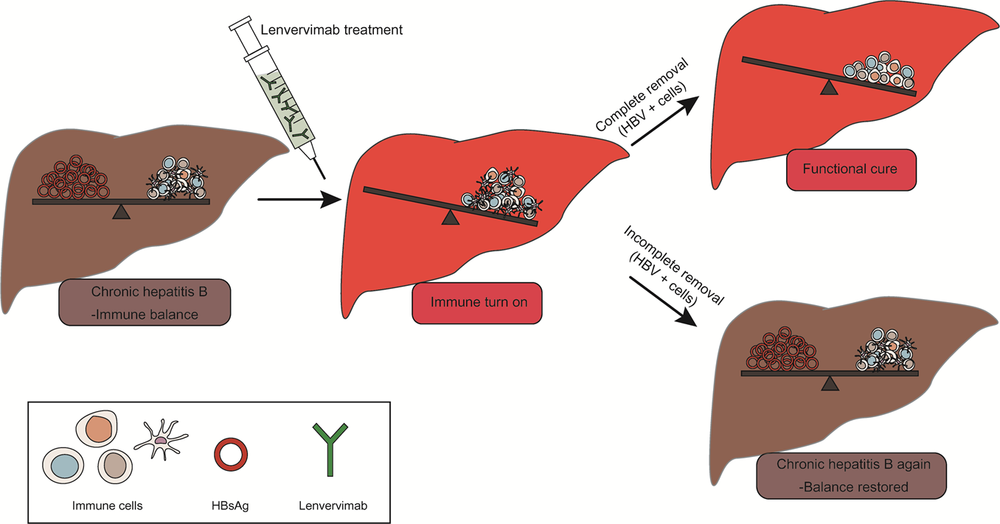 Lenvervimab treatment
Chronic hepatitis B
-Immune balance
Immune turn on
Complete removal
(HBV + cells)
Functional cure
Incomplete removal
(HBV + cells)
Chronic hepatitis B again
-Balance restored
Immune cells
HBsAg
Lenvervimab